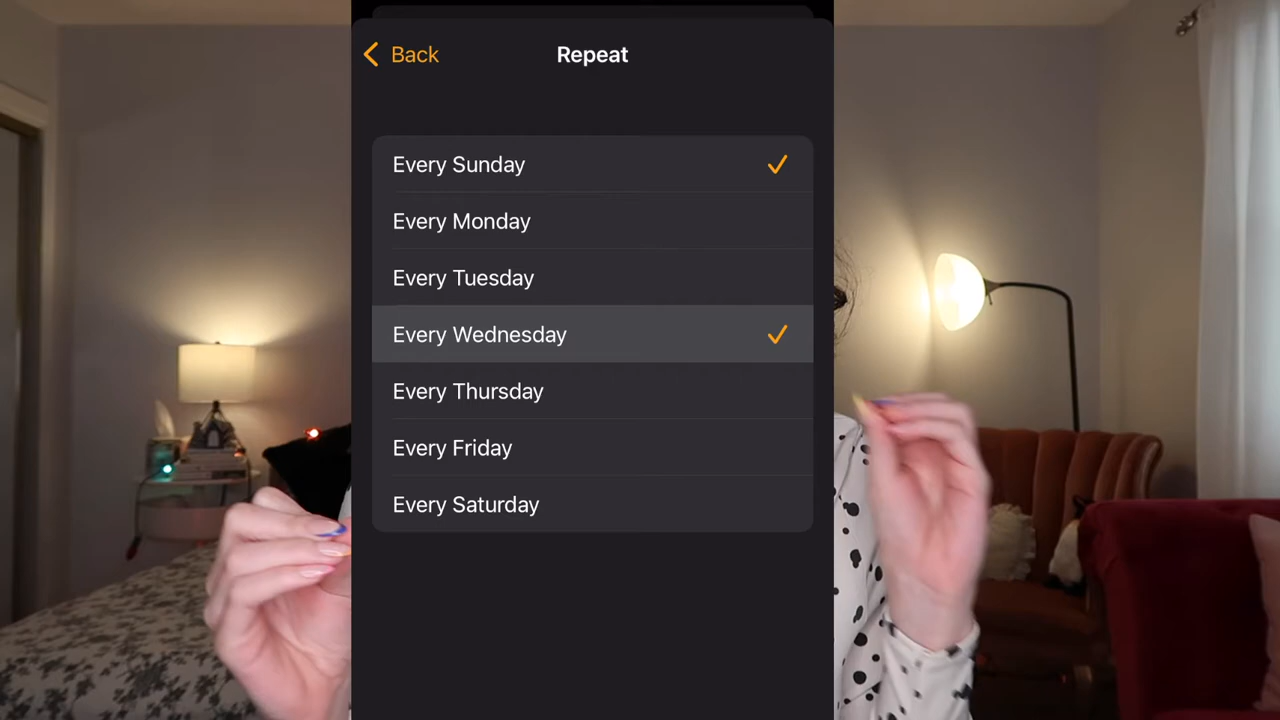 Back
Repeat
Every Sunday
Every Monday
Every Tuesday
Every Wednesday
Every Thursday
Every Friday
Every Saturday